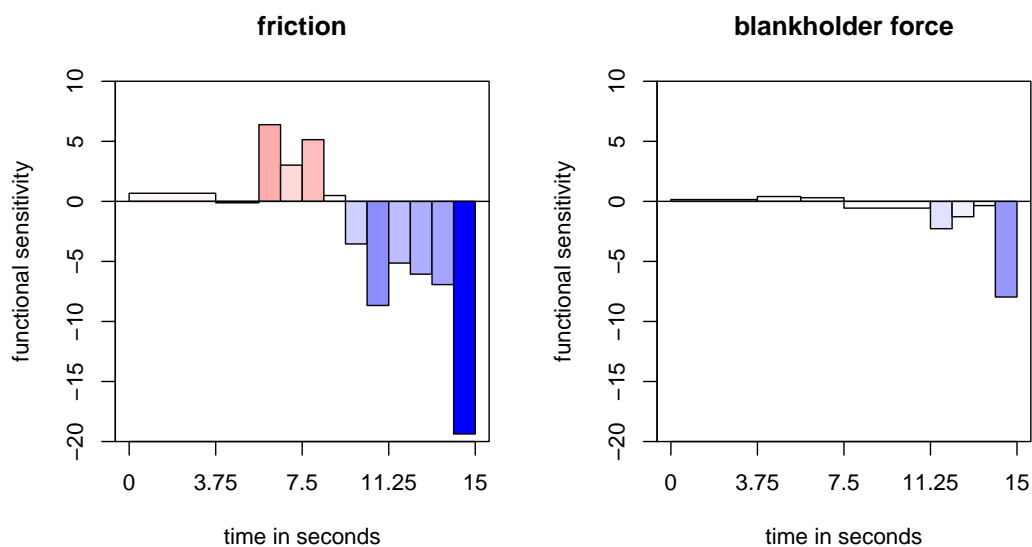 friction
functional sensitivity
10
5
0
−5
−10
−15
−20
0 3.75 7.5 11.25 15
time in seconds
blankholder force
functional sensitivity
10
5
0
−5
−10
−15
−20
0 3.75 7.5 11.25 15
time in seconds